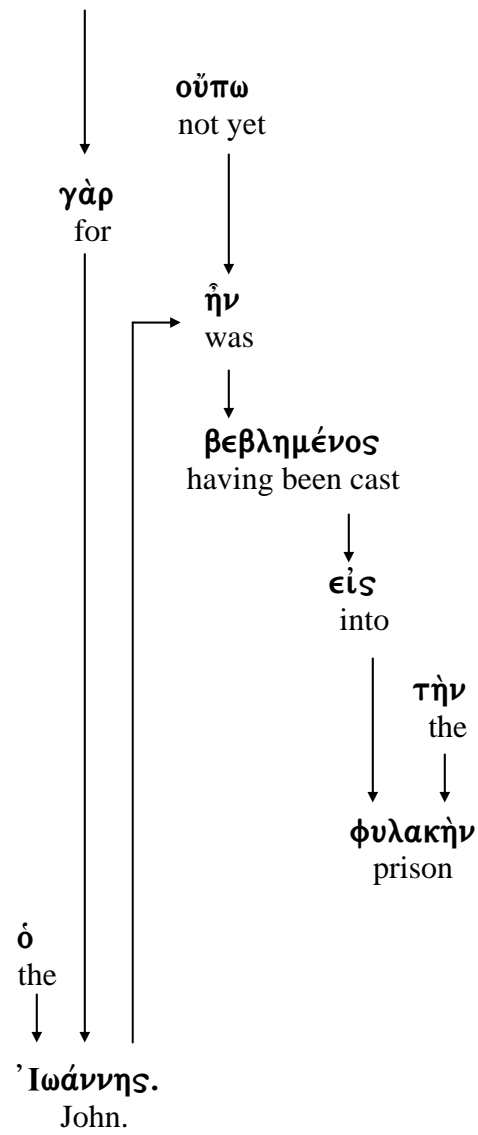 οὔπω
not yet
γὰρ
for
ἦν
was
βεβλημένος
having been cast
εἰς
into
τὴν
the
φυλακὴν
prison
ὁ
the
Ἰωάννης.
John.